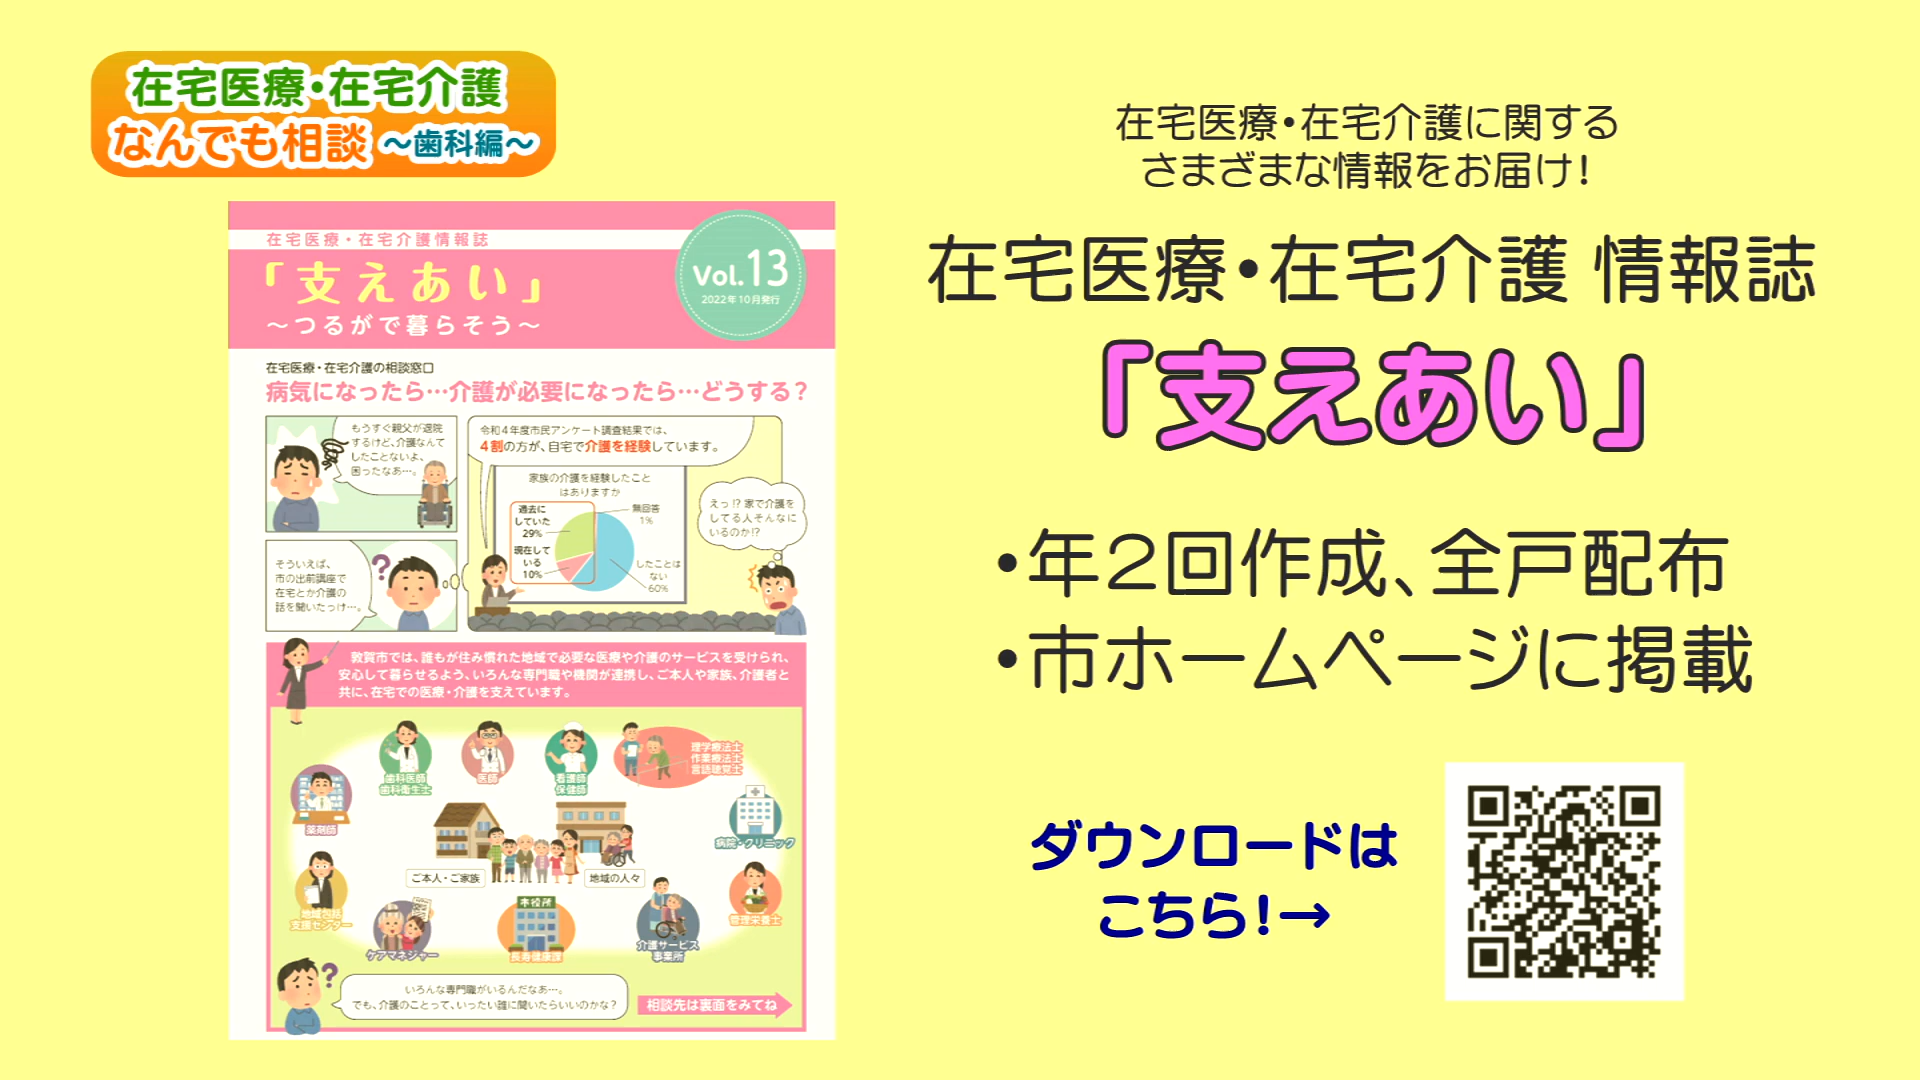 在宅医療・在宅介護
なんでも相談 ～歯科編～
在宅医療・在宅介護情報誌
「支えあい」
～つるがで暮らそう～
Vol.13
2022年10月発行
在宅医療・在宅介護の相談窓口
病気になったら…介護が必要になったら…どうする？
もうすぐ親父が退院
するけど、介護なんて
したことないよ、
困ったなあ…。
令和4年度市民アンケート調査結果では、
4割の方が、自宅で介護を経験しています。
家族の介護を経験したこと
はありますか
過去に
していた
29%
現在して
いる
10%
無回答
1%
したことは
ない
60%
えっ!? 家で介護を
してる人そんなに
いるのか!?
そういえば、
市の出前講座で
在宅とか介護の
話を聞いたっけ…。
敦賀市では、誰もが住み慣れた地域で必要な医療や介護のサービスを受けられ、
安心して暮らせるよう、いろんな専門職や機関が連携し、ご本人や家族、介護者と
共に、在宅での医療・介護を支えています。
歯科医師
歯科衛生士
医師
看護師
保健師
理学療法士
作業療法士
言語聴覚士
薬剤師
病院・クリニック
ご本人・ご家族
地域の人々
地域包括
支援センター
ケアマネジャー
市役所
長寿健康課
介護サービス
事業所
管理栄養士
いろんな専門職がいるんだなあ…。
でも、介護のことって、いったい誰に聞いたらいいのかな？
相談先は裏面をみてね
在宅医療・在宅介護に関する
さまざまな情報をお届け！
在宅医療・在宅介護 情報誌
「支えあい」
・年2回作成、全戸配布
・市ホームページに掲載
ダウンロードは
こちら！→